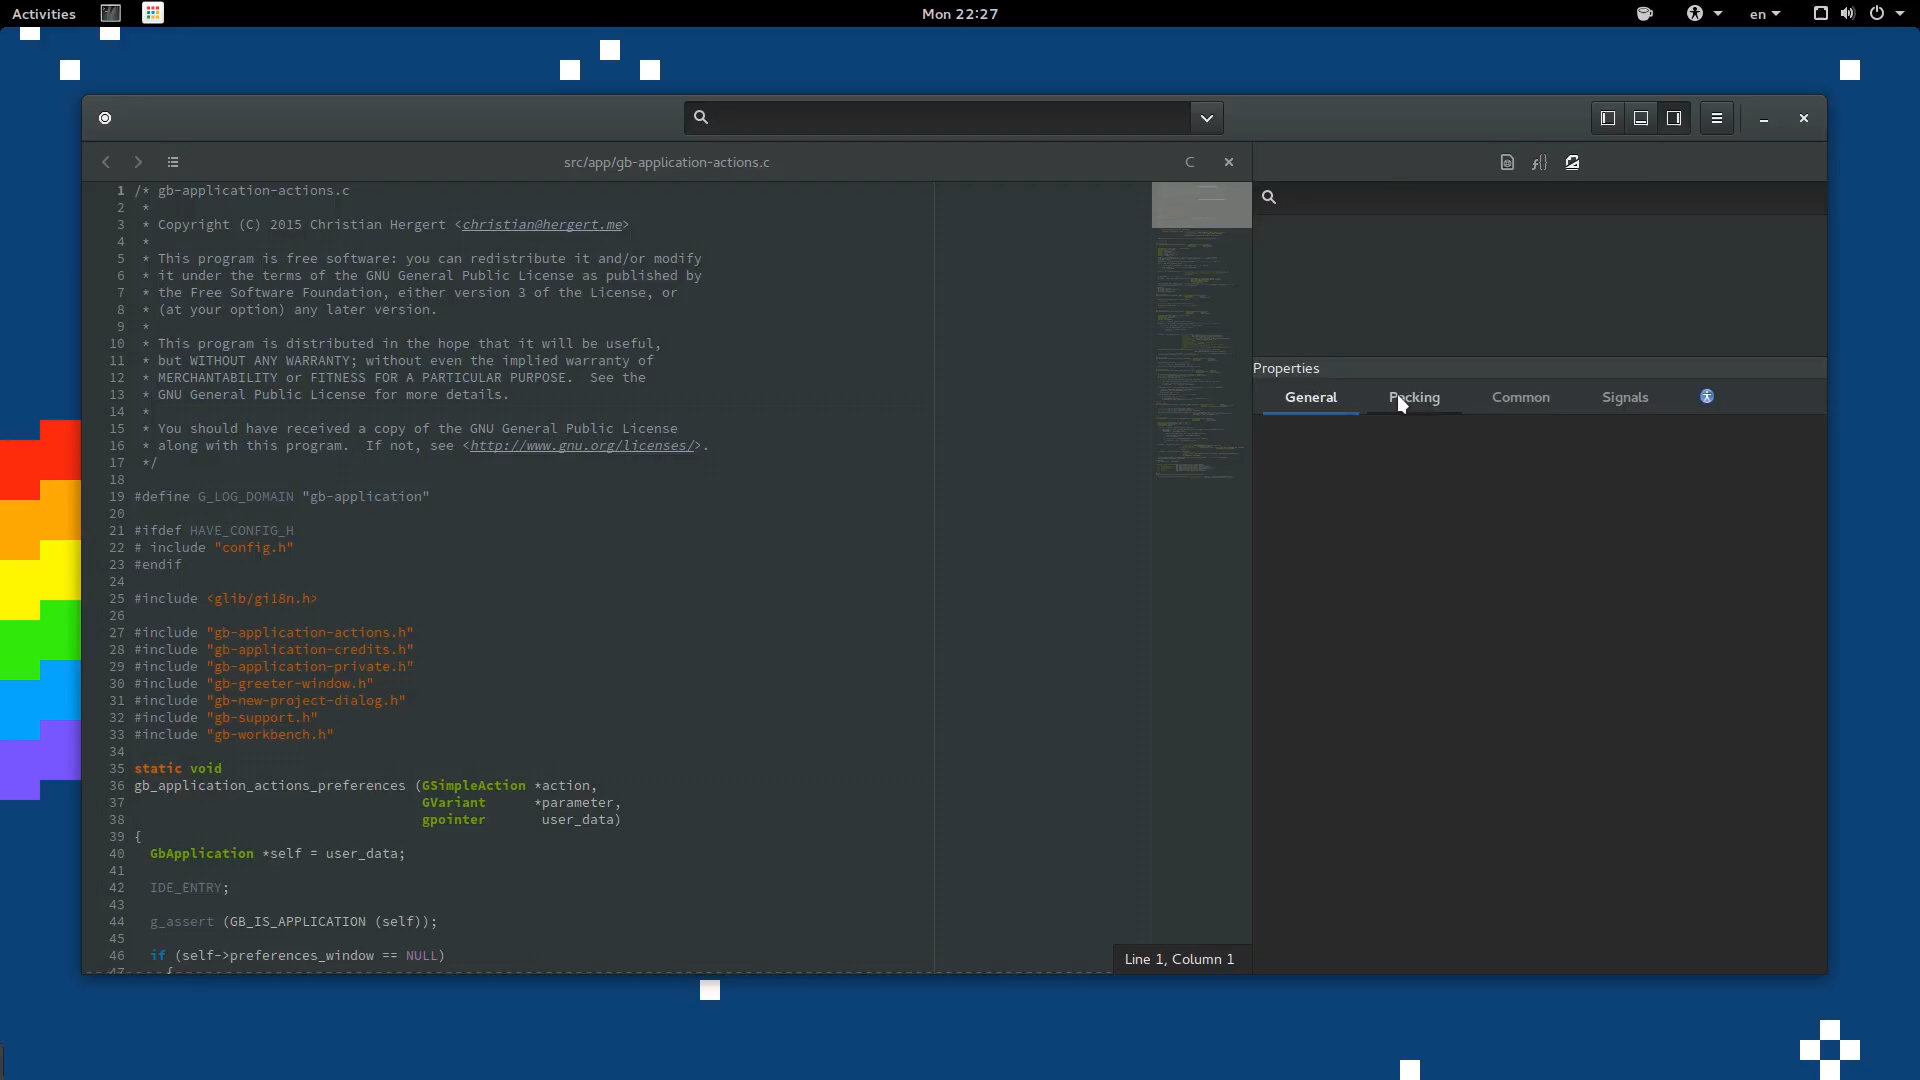 Activities
Mon 22:27
en
src/app/gb-application-actions.c
C
1 /* gb-application-actions.c
2  *
3  * Copyright (C) 2015 Christian Hergert <christian@hergert.me>
4  *
5  * This program is free software: you can redistribute it and/or modify
6  * it under the terms of the GNU General Public License as published by
7  * the Free Software Foundation, either version 3 of the License, or
8  * (at your option) any later version.
9  *
10  * This program is distributed in the hope that it will be useful,
11  * but WITHOUT ANY WARRANTY; without even the implied warranty of
12  * MERCHANTABILITY or FITNESS FOR A PARTICULAR PURPOSE.  See the
13  * GNU General Public License for more details.
14  *
15  * You should have received a copy of the GNU General Public License
16  * along with this program.  If not, see <http://www.gnu.org/licenses/>.
17  */
18
19 #define G_LOG_DOMAIN "gb-application"
20
21 #ifdef HAVE_CONFIG_H
22 # include "config.h"
23 #endif
24
25 #include <glib/gi18n.h>
26
27 #include "gb-application-actions.h"
28 #include "gb-application-credits.h"
29 #include "gb-application-private.h"
30 #include "gb-greeter-window.h"
31 #include "gb-new-project-dialog.h"
32 #include "gb-support.h"
33 #include "gb-workbench.h"
34
35 static void
36 gb_application_actions_preferences (GSimpleAction *action,
37                                     GVariant      *parameter,
38                                     gpointer       user_data)
39 {
40   GbApplication *self = user_data;
41
42   IDE_ENTRY;
43
44   g_assert (GB_IS_APPLICATION (self));
45
46   if (self->preferences_window == NULL)
47     {
Line 1, Column 1
Properties
General Packing Common Signals